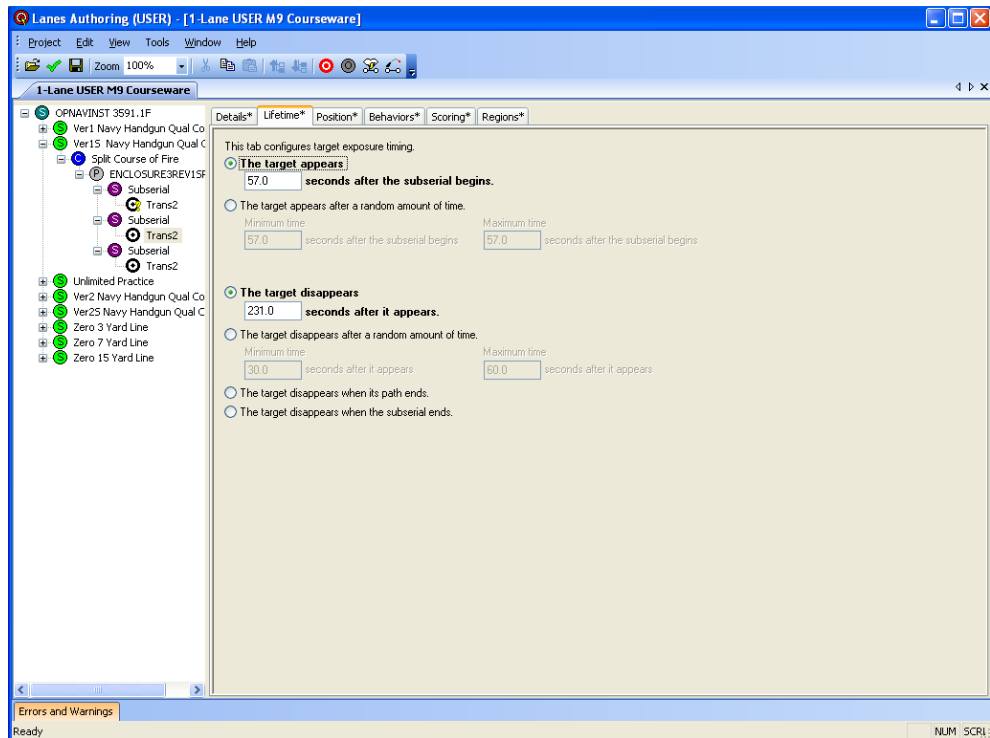 Lanes Authoring (USER) - [1-Lane USER M9 Courseware]
Project Edit View Tools Window Help
Zoom 100%
1-Lane USER M9 Courseware
OPNAVINST 3591.1F
Ver1 Navy Handgun Qual Co
Ver1S Navy Handgun Qual C
Split Course of Fire
ENCLOSURE3REV1SF
Subserial
Trans2
Subserial
Trans2
Subserial
Trans2
Unlimited Practice
Ver2 Navy Handgun Qual Co
Ver2S Navy Handgun Qual C
Zero 3 Yard Line
Zero 7 Yard Line
Zero 15 Yard Line
Details* Lifetime* Position* Behaviors* Scoring* Regions*
This tab configures target exposure timing.
The target appears
57.0 seconds after the subserial begins.
The target appears after a random amount of time.
Minimum time Maximum time
57.0 seconds after the subserial begins 57.0 seconds after the subserial begins
The target disappears
231.0 seconds after it appears.
The target disappears after a random amount of time.
Minimum time Maximum time
30.0 seconds after it appears 60.0 seconds after it appears
The target disappears when its path ends.
The target disappears when the subserial ends.
Errors and Warnings
Ready NUM SCRL